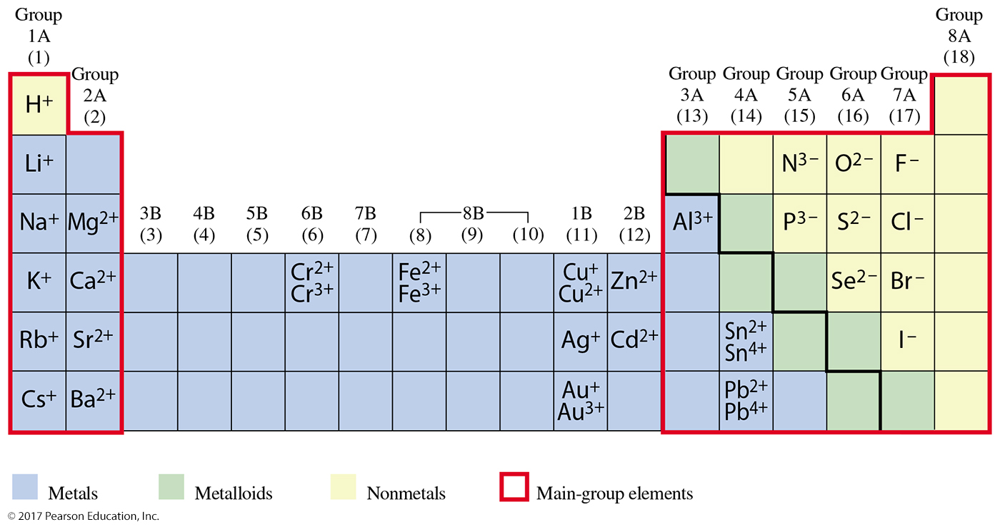 Group
1A
(1)
Group
8A
(18)
Group
2A
(2)
Group
3A
(13)
Group
4A
(14)
Group
5A
(15)
Group
6A
(16)
Group
7A
(17)
H+
Li+
N3−
O2−
F−
Na+
Mg2+
3B
(3)
4B
(4)
5B
(5)
6B
(6)
7B
(7)
8B
(8)
(9)
(10)
1B
(11)
2B
(12)
Al3+
P3−
S2−
Cl−
K+
Ca2+
Cr2+
Cr3+
Fe2+
Fe3+
Cu+
Cu2+
Zn2+
Se2−
Br−
Rb+
Sr2+
Ag+
Cd2+
Sn2+
Sn4+
I−
Cs+
Ba2+
Au+
Au3+
Pb2+
Pb4+
Metals
Metalloids
Nonmetals
Main-group elements
© 2017 Pearson Education, Inc.